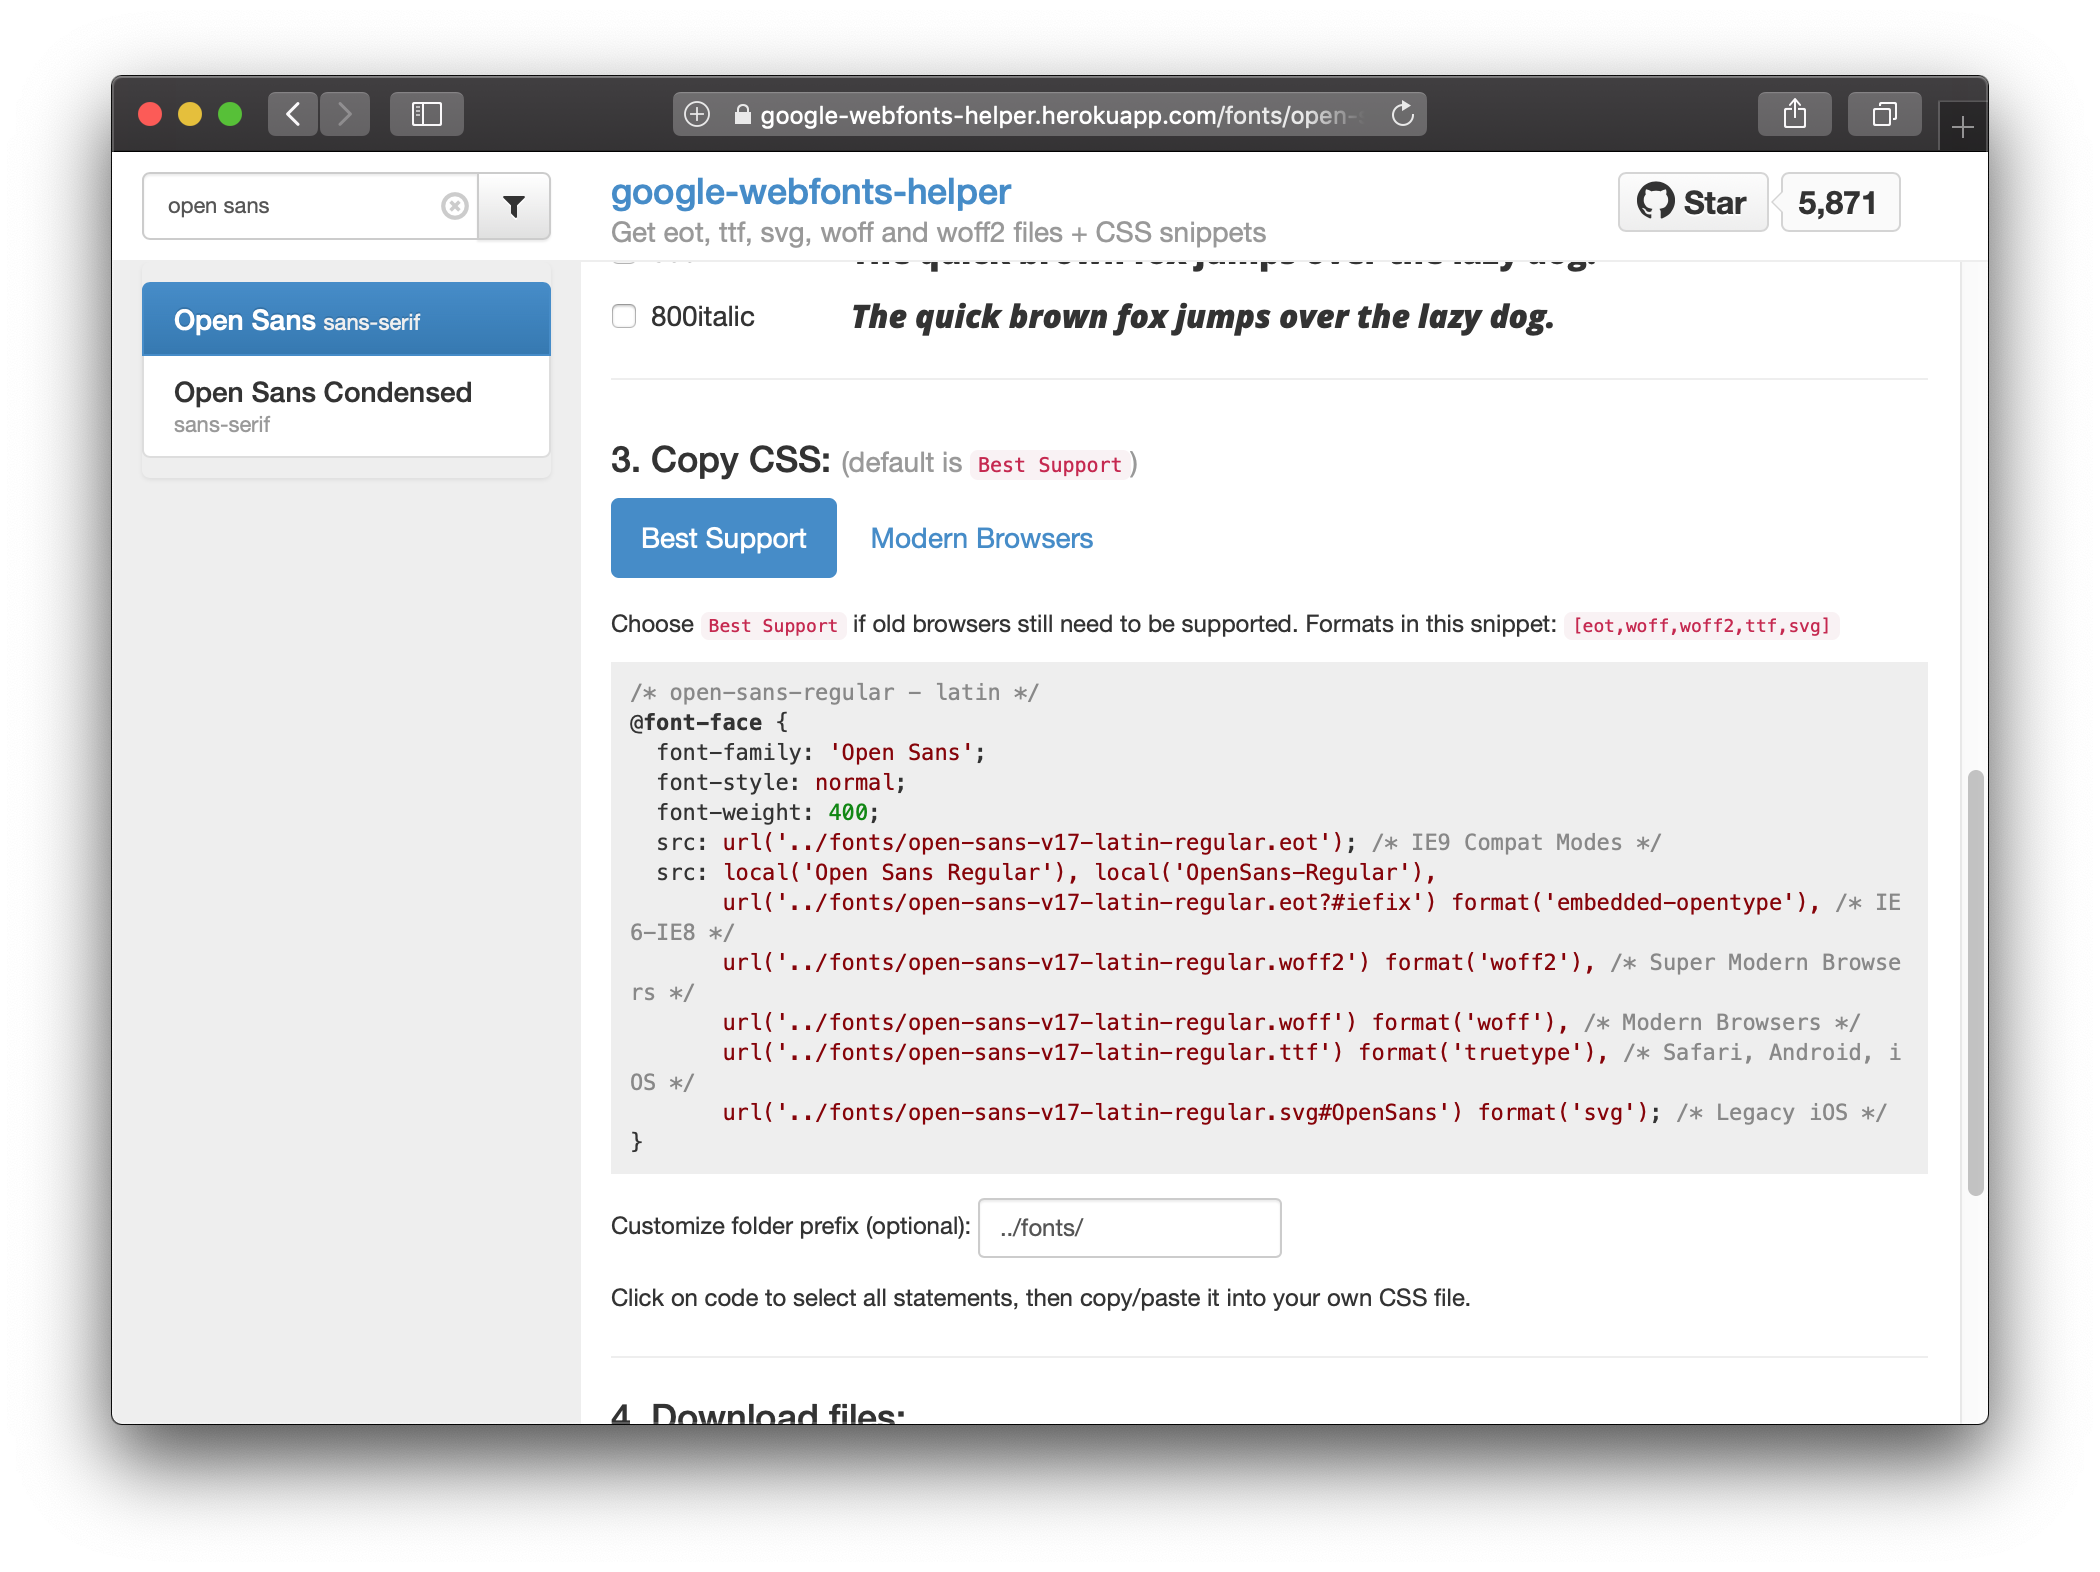 google-webfonts-helper.herokuapp.com/fonts/open-
open sans
google-webfonts-helper
Get eot, ttf, svg, woff and woff2 files + CSS snippets
Star
5,871
Open Sans sans-serif
Open Sans Condensed
sans-serif
The quick brown fox jumps over the lazy dog.
800italic The quick brown fox jumps over the lazy dog.
3. Copy CSS: (default is Best Support)
Best Support
Modern Browsers
Choose Best Support if old browsers still need to be supported. Formats in this snippet: [eot,woff,woff2,ttf,svg]
/* open-sans-regular - latin */
@font-face {
  font-family: 'Open Sans';
  font-style: normal;
  font-weight: 400;
  src: url('../fonts/open-sans-v17-latin-regular.eot'); /* IE9 Compat Modes */
  src: local('Open Sans Regular'), local('OpenSans-Regular'),
       url('../fonts/open-sans-v17-latin-regular.eot?#iefix') format('embedded-opentype'), /* IE
6-IE8 */
       url('../fonts/open-sans-v17-latin-regular.woff2') format('woff2'), /* Super Modern Browse
rs */
       url('../fonts/open-sans-v17-latin-regular.woff') format('woff'), /* Modern Browsers */
       url('../fonts/open-sans-v17-latin-regular.ttf') format('truetype'), /* Safari, Android, i
OS */
       url('../fonts/open-sans-v17-latin-regular.svg#OpenSans') format('svg'); /* Legacy iOS */
}
Customize folder prefix (optional): ../fonts/
Click on code to select all statements, then copy/paste it into your own CSS file.
4. Download files: